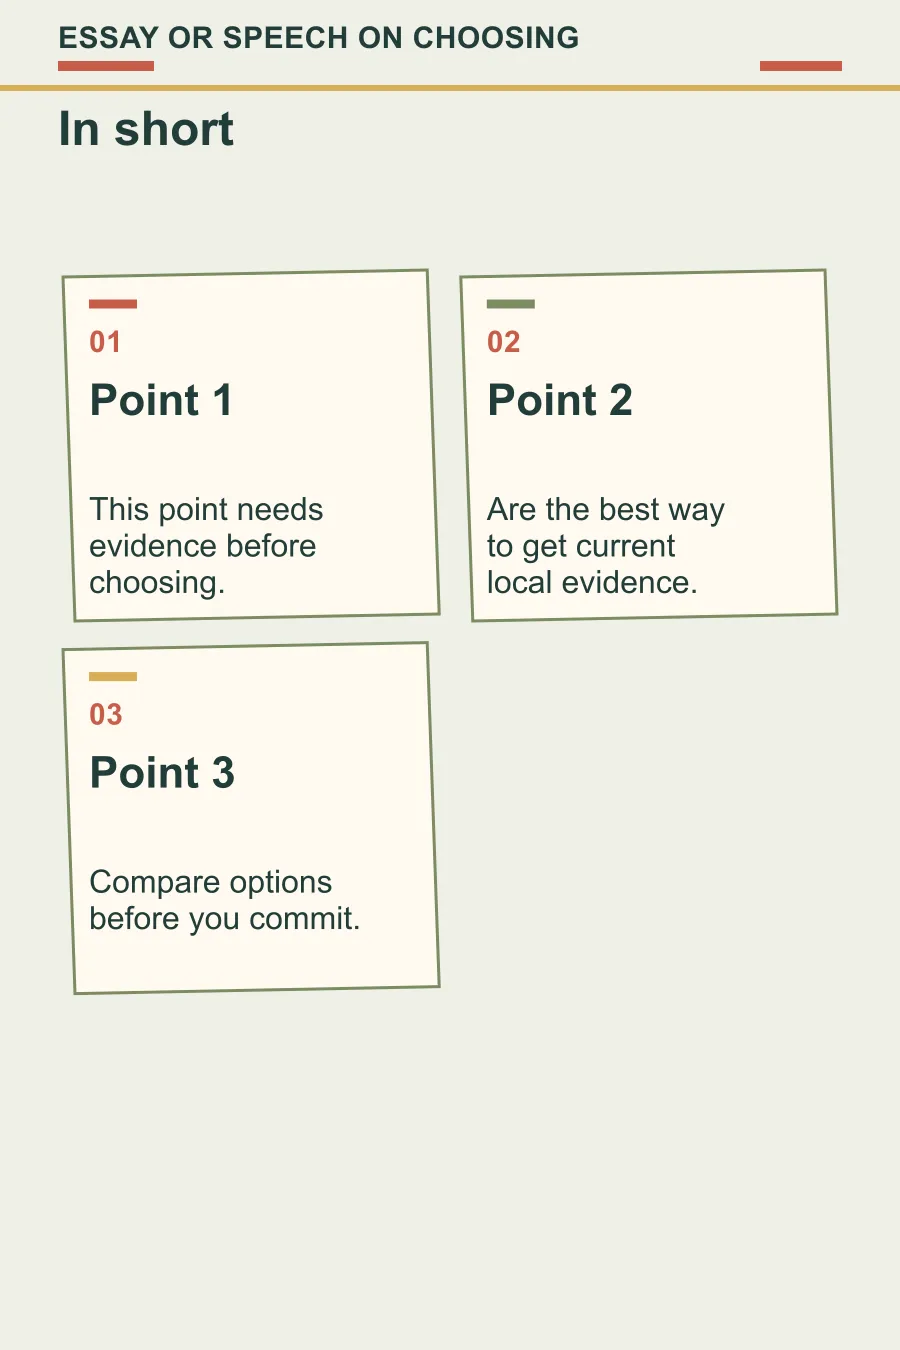 ESSAY OR SPEECH ON CHOOSING
In short
01
Point 1
This point needs
evidence before
choosing.
02
Point 2
Are the best way
to get current
local evidence.
03
Point 3
Compare options
before you commit.